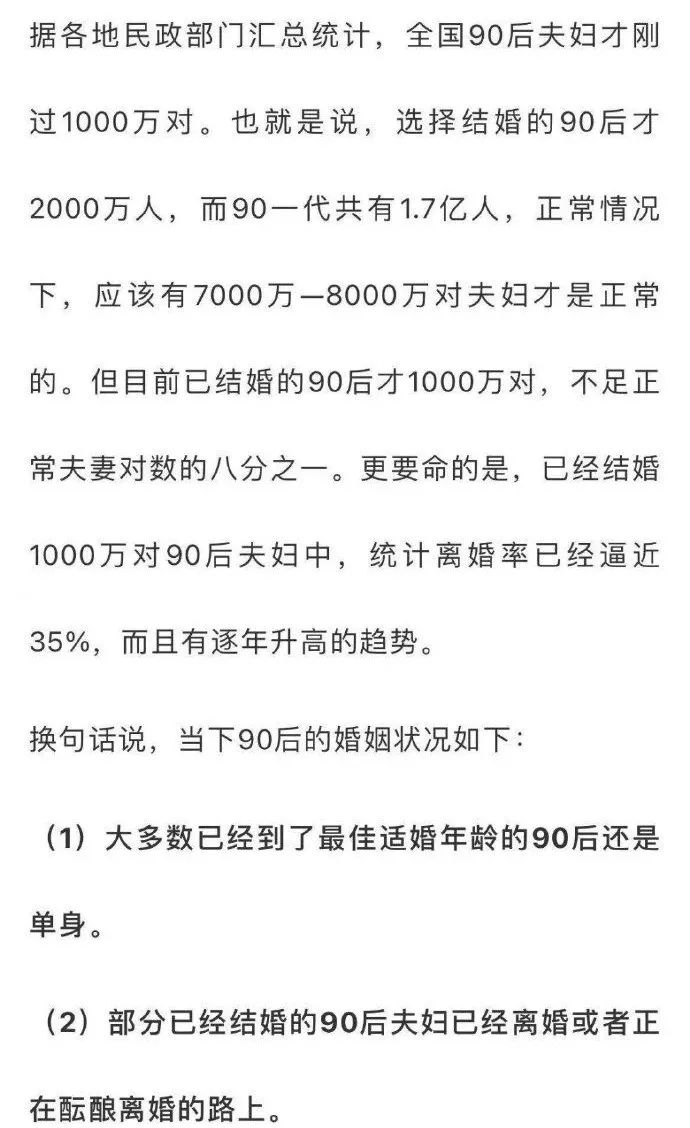 据各地民政部门汇总统计，全国90后夫妇才刚
过1000万对。也就是说，选择结婚的90后才
2000万人，而90一代共有1.7亿人，正常情况
下，应该有7000万—8000万对夫妇才是正常
的。但目前已结婚的90后才1000万对，不足正
常夫妻对数的八分之一。更要命的是，已经结婚
1000万对90后夫妇中，统计离婚率已经逼近
35%，而且有逐年升高的趋势。
换句话说，当下90后的婚姻状况如下：
（1）大多数已经到了最佳适婚年龄的90后还是
单身。
（2）部分已经结婚的90后夫妇已经离婚或者正
在酝酿离婚的路上。